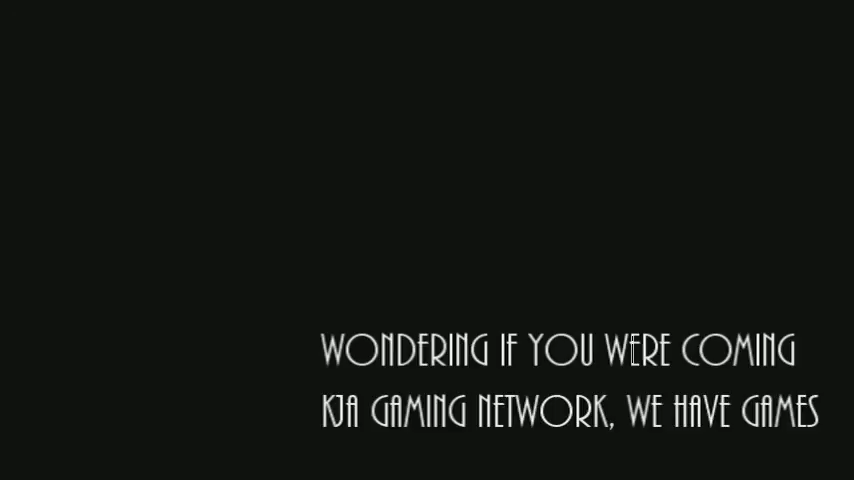 WONDERING IF YOU WERE COMING
KJA GAMING NETWORK, WE HAVE GAMES